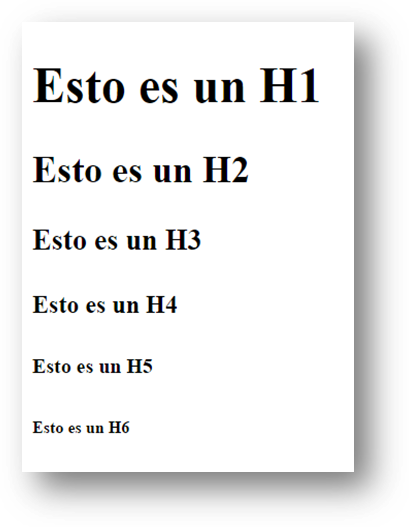 Esto es un H1
Esto es un H2
Esto es un H3
Esto es un H4
Esto es un H5
Esto es un H6